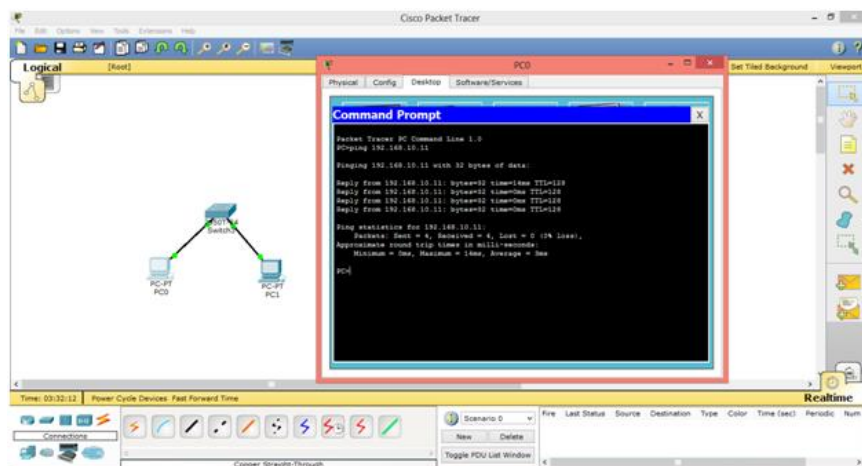 Cisco Packet Tracer
File Edit Options View Tools Extensions Help
Logical
[Root]
Set Tiled Background
Viewport
PC0
Physical
Config
Desktop
Software/Services
Command Prompt
X
Packet Tracer PC Command Line 1.0
PC>ping 192.168.10.11
Pinging 192.168.10.11 with 32 bytes of data:
Reply from 192.168.10.11: bytes=32 time=14ms TTL=128
Reply from 192.168.10.11: bytes=32 time=0ms TTL=128
Reply from 192.168.10.11: bytes=32 time=0ms TTL=128
Reply from 192.168.10.11: bytes=32 time=0ms TTL=128
Ping statistics for 192.168.10.11:
Packets: Sent = 4, Received = 4, Lost = 0 (0% loss),
Approximate round trip times in milli-seconds:
Minimum = 0ms, Maximum = 14ms, Average = 3ms
PC>
PC-PT
PC0
PC-PT
PC1
Time: 03:32:12
Power Cycle Devices Fast Forward Time
Realtime
Connections
Copper Straight-Through
Scenario 0
New
Delete
Toggle PDU List Window
Fire Last Status Source Destination Type Color Time (sec) Periodic Num